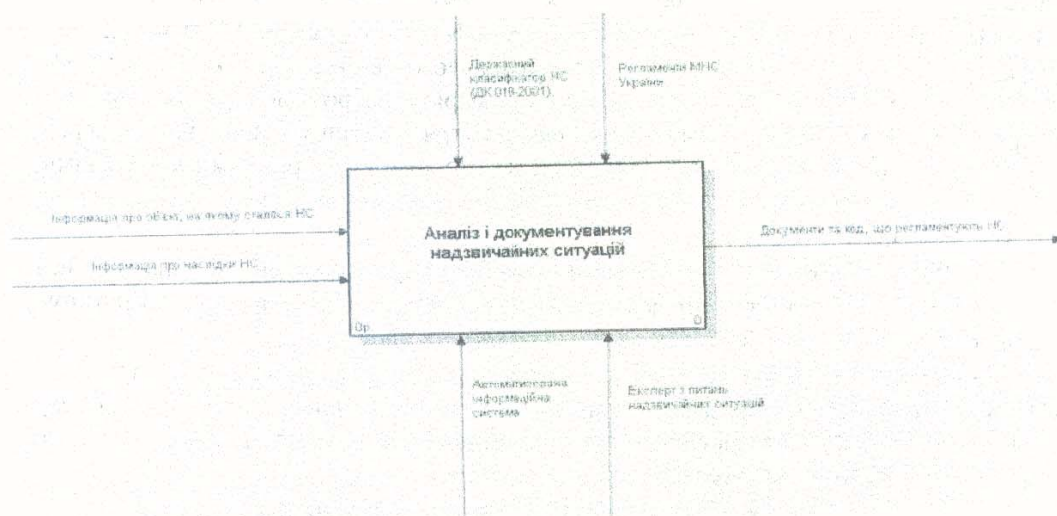 Державний
класифікатор НС
(ДК 019-2001).
Регламенти МНС
України
Інформація про об'єкт, на якому сталася НС
Інформація про наслідки НС
Аналіз і документування
надзвичайних ситуацій
0р.
0
Документи та код, що регламентують НС
Автоматизована
інформаційна
система
Експерт з питань
надзвичайних ситуацій